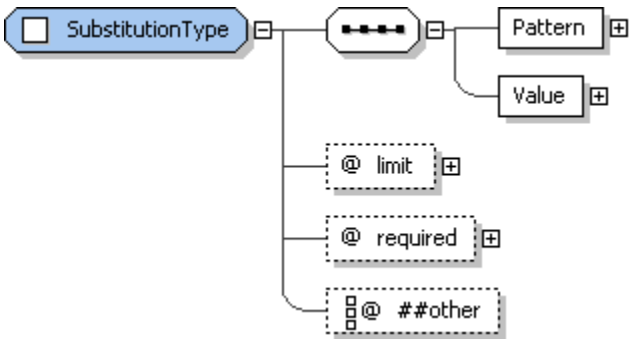 SubstitutionType
Pattern
Value
@ limit
@ required
@ ##other